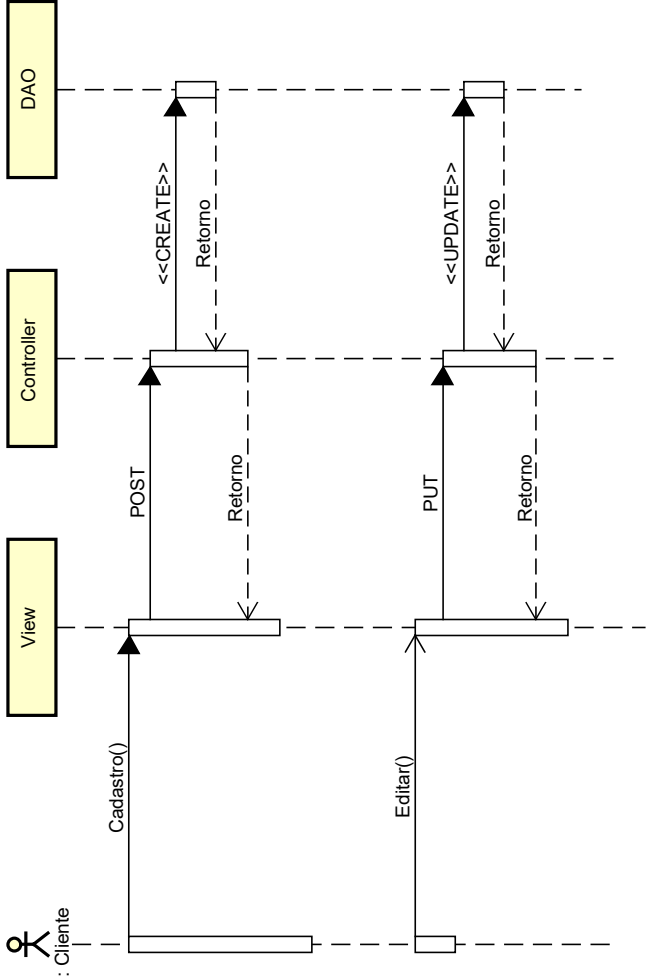 : Cliente
View
Controller
DAO
Cadastro()
POST
<<CREATE>>
Retorno
Retorno
Editar()
PUT
<<UPDATE>>
Retorno
Retorno